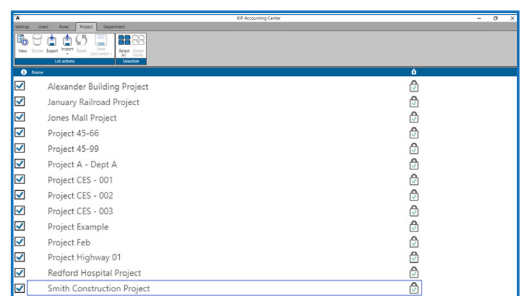 KIP Accounting Center
Settings Users Roles Project Department
New Delete Export Import Reset Save
Select All Select None
List actions Selection
Name
Alexander Building Project
January Railroad Project
Jones Mall Project
Project 45-66
Project 45-99
Project A - Dept A
Project CES - 001
Project CES - 002
Project CES - 003
Project Example
Project Feb
Project Highway 01
Redford Hospital Project
Smith Construction Project